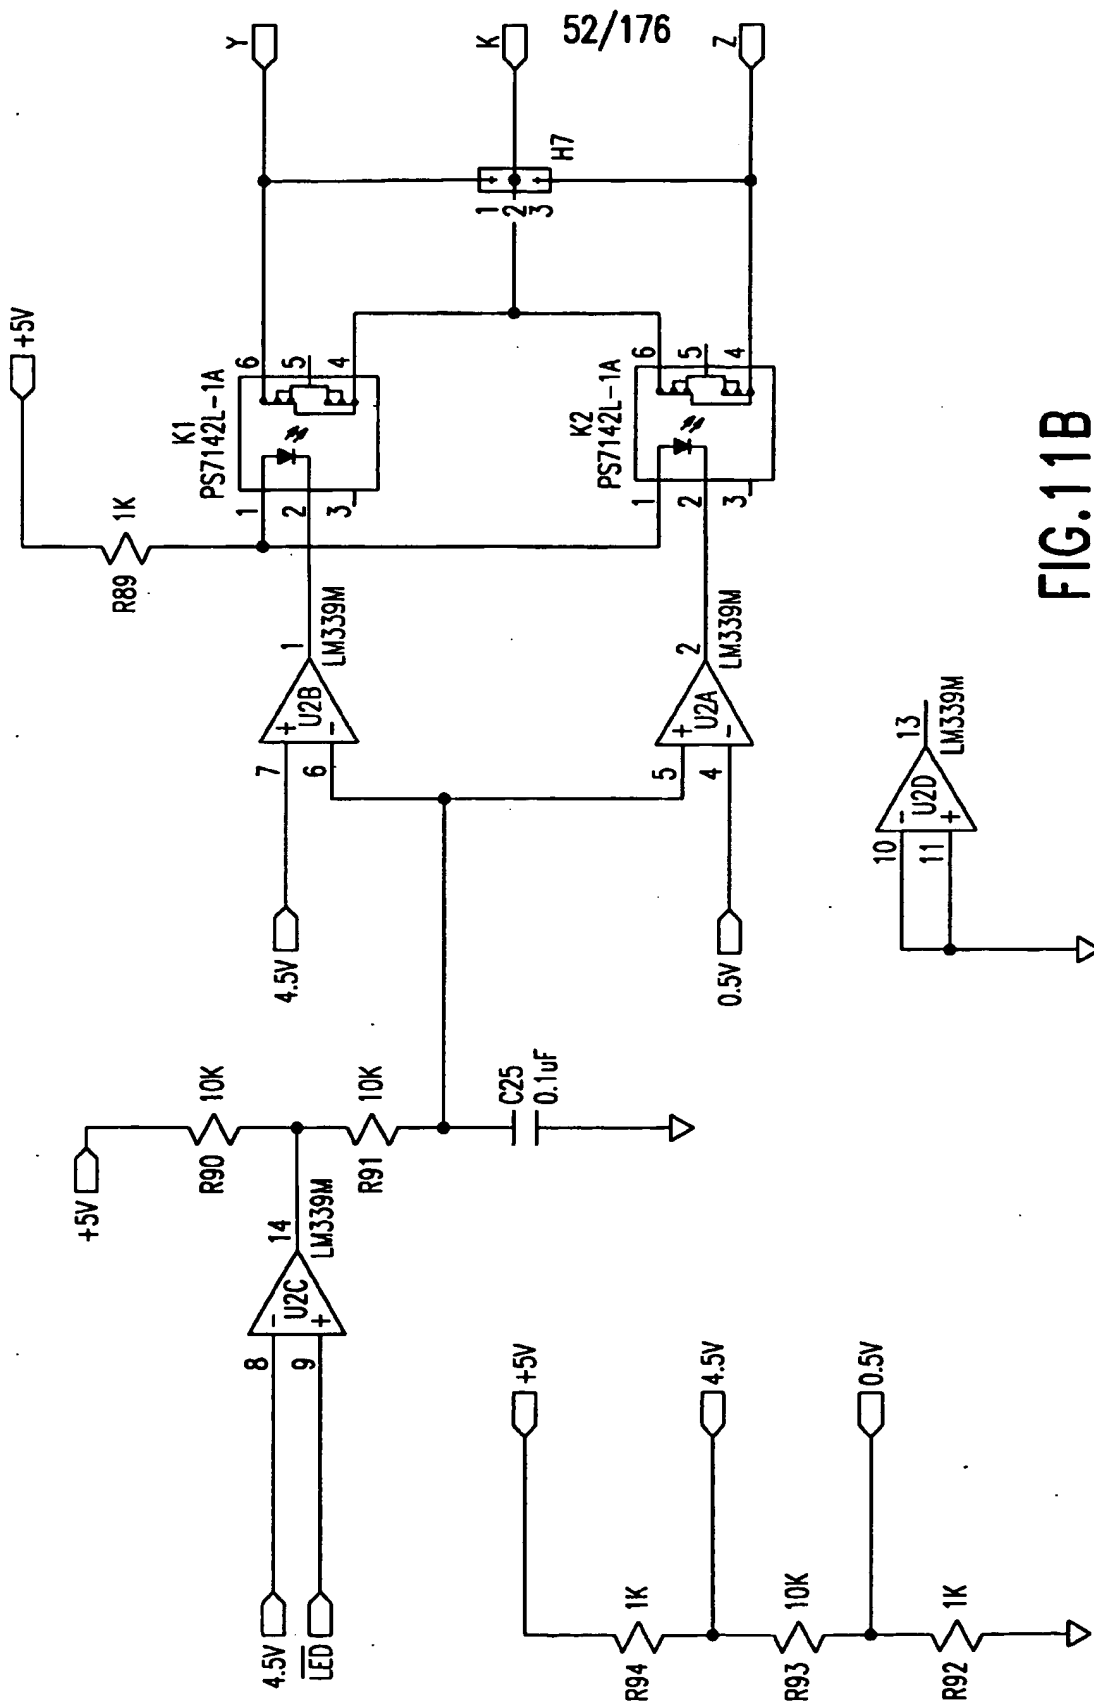 52/176
Y
K
Z
+5V
R89
1K
K1
PS7142L-1A
1
2
3
6
5
4
H7
1
2
3
K2
PS7142L-1A
1
2
3
6
5
4
4.5V
7
6
+
-
U2B
1
LM339M
0.5V
5
4
+
-
U2A
2
LM339M
10
11
-
+
U2D
13
LM339M
+5V
R90
10K
R91
10K
C25
0.1uF
4.5V
LED
8
9
-
+
U2C
14
LM339M
+5V
4.5V
0.5V
R94
1K
R93
10K
R92
1K
FIG.11B